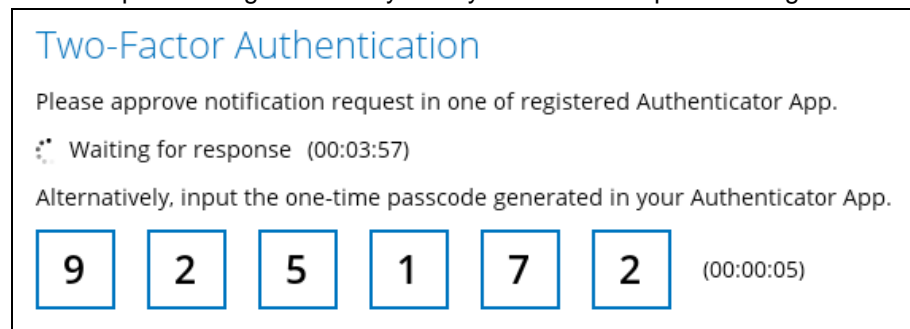 Two-Factor Authentication
Please approve notification request in one of registered Authenticator App.
Waiting for response (00:03:57)
Alternatively, input the one-time passcode generated in your Authenticator App.
9 2 5 1 7 2 (00:00:05)